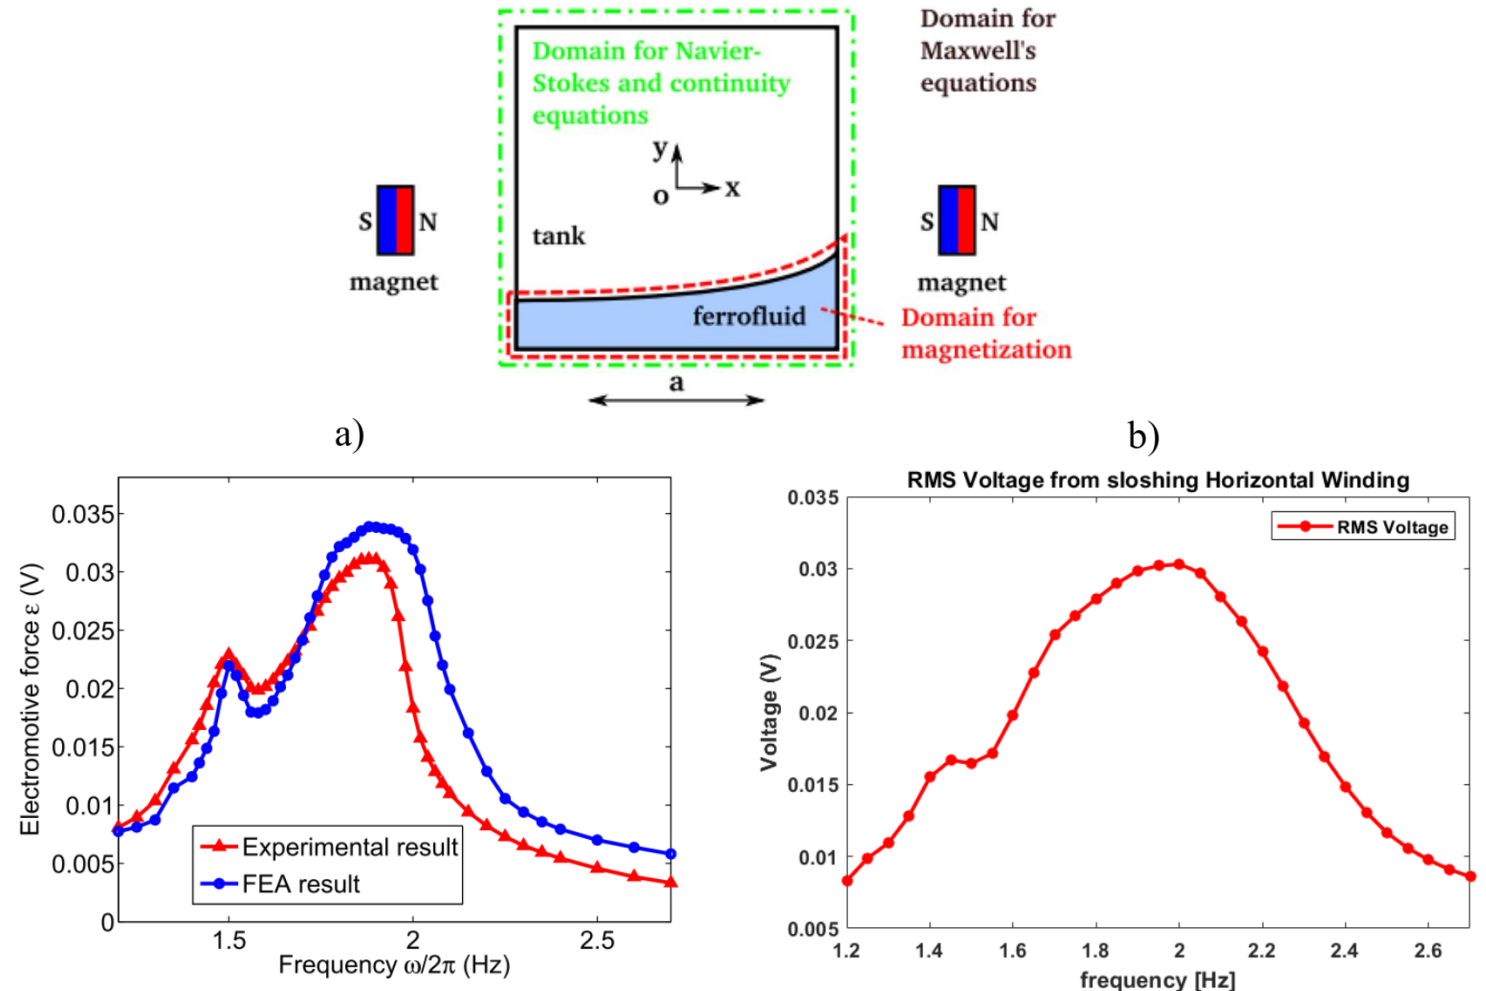 Domain for Navier-
Stokes and continuity
equations
Domain for
Maxwell's
equations
y
o
x
S
N
magnet
tank
ferrofluid
S
N
magnet
Domain for
magnetization
a
a)
b)
Electromotive force ε (V)
0.035
0.03
0.025
0.02
0.015
0.01
0.005
0
Experimental result
FEA result
1.5
2
2.5
Frequency ω/2π (Hz)
RMS Voltage from sloshing Horizontal Winding
RMS Voltage
Voltage (V)
0.035
0.03
0.025
0.02
0.015
0.01
0.005
1.2
1.4
1.6
1.8
2
2.2
2.4
2.6
frequency [Hz]